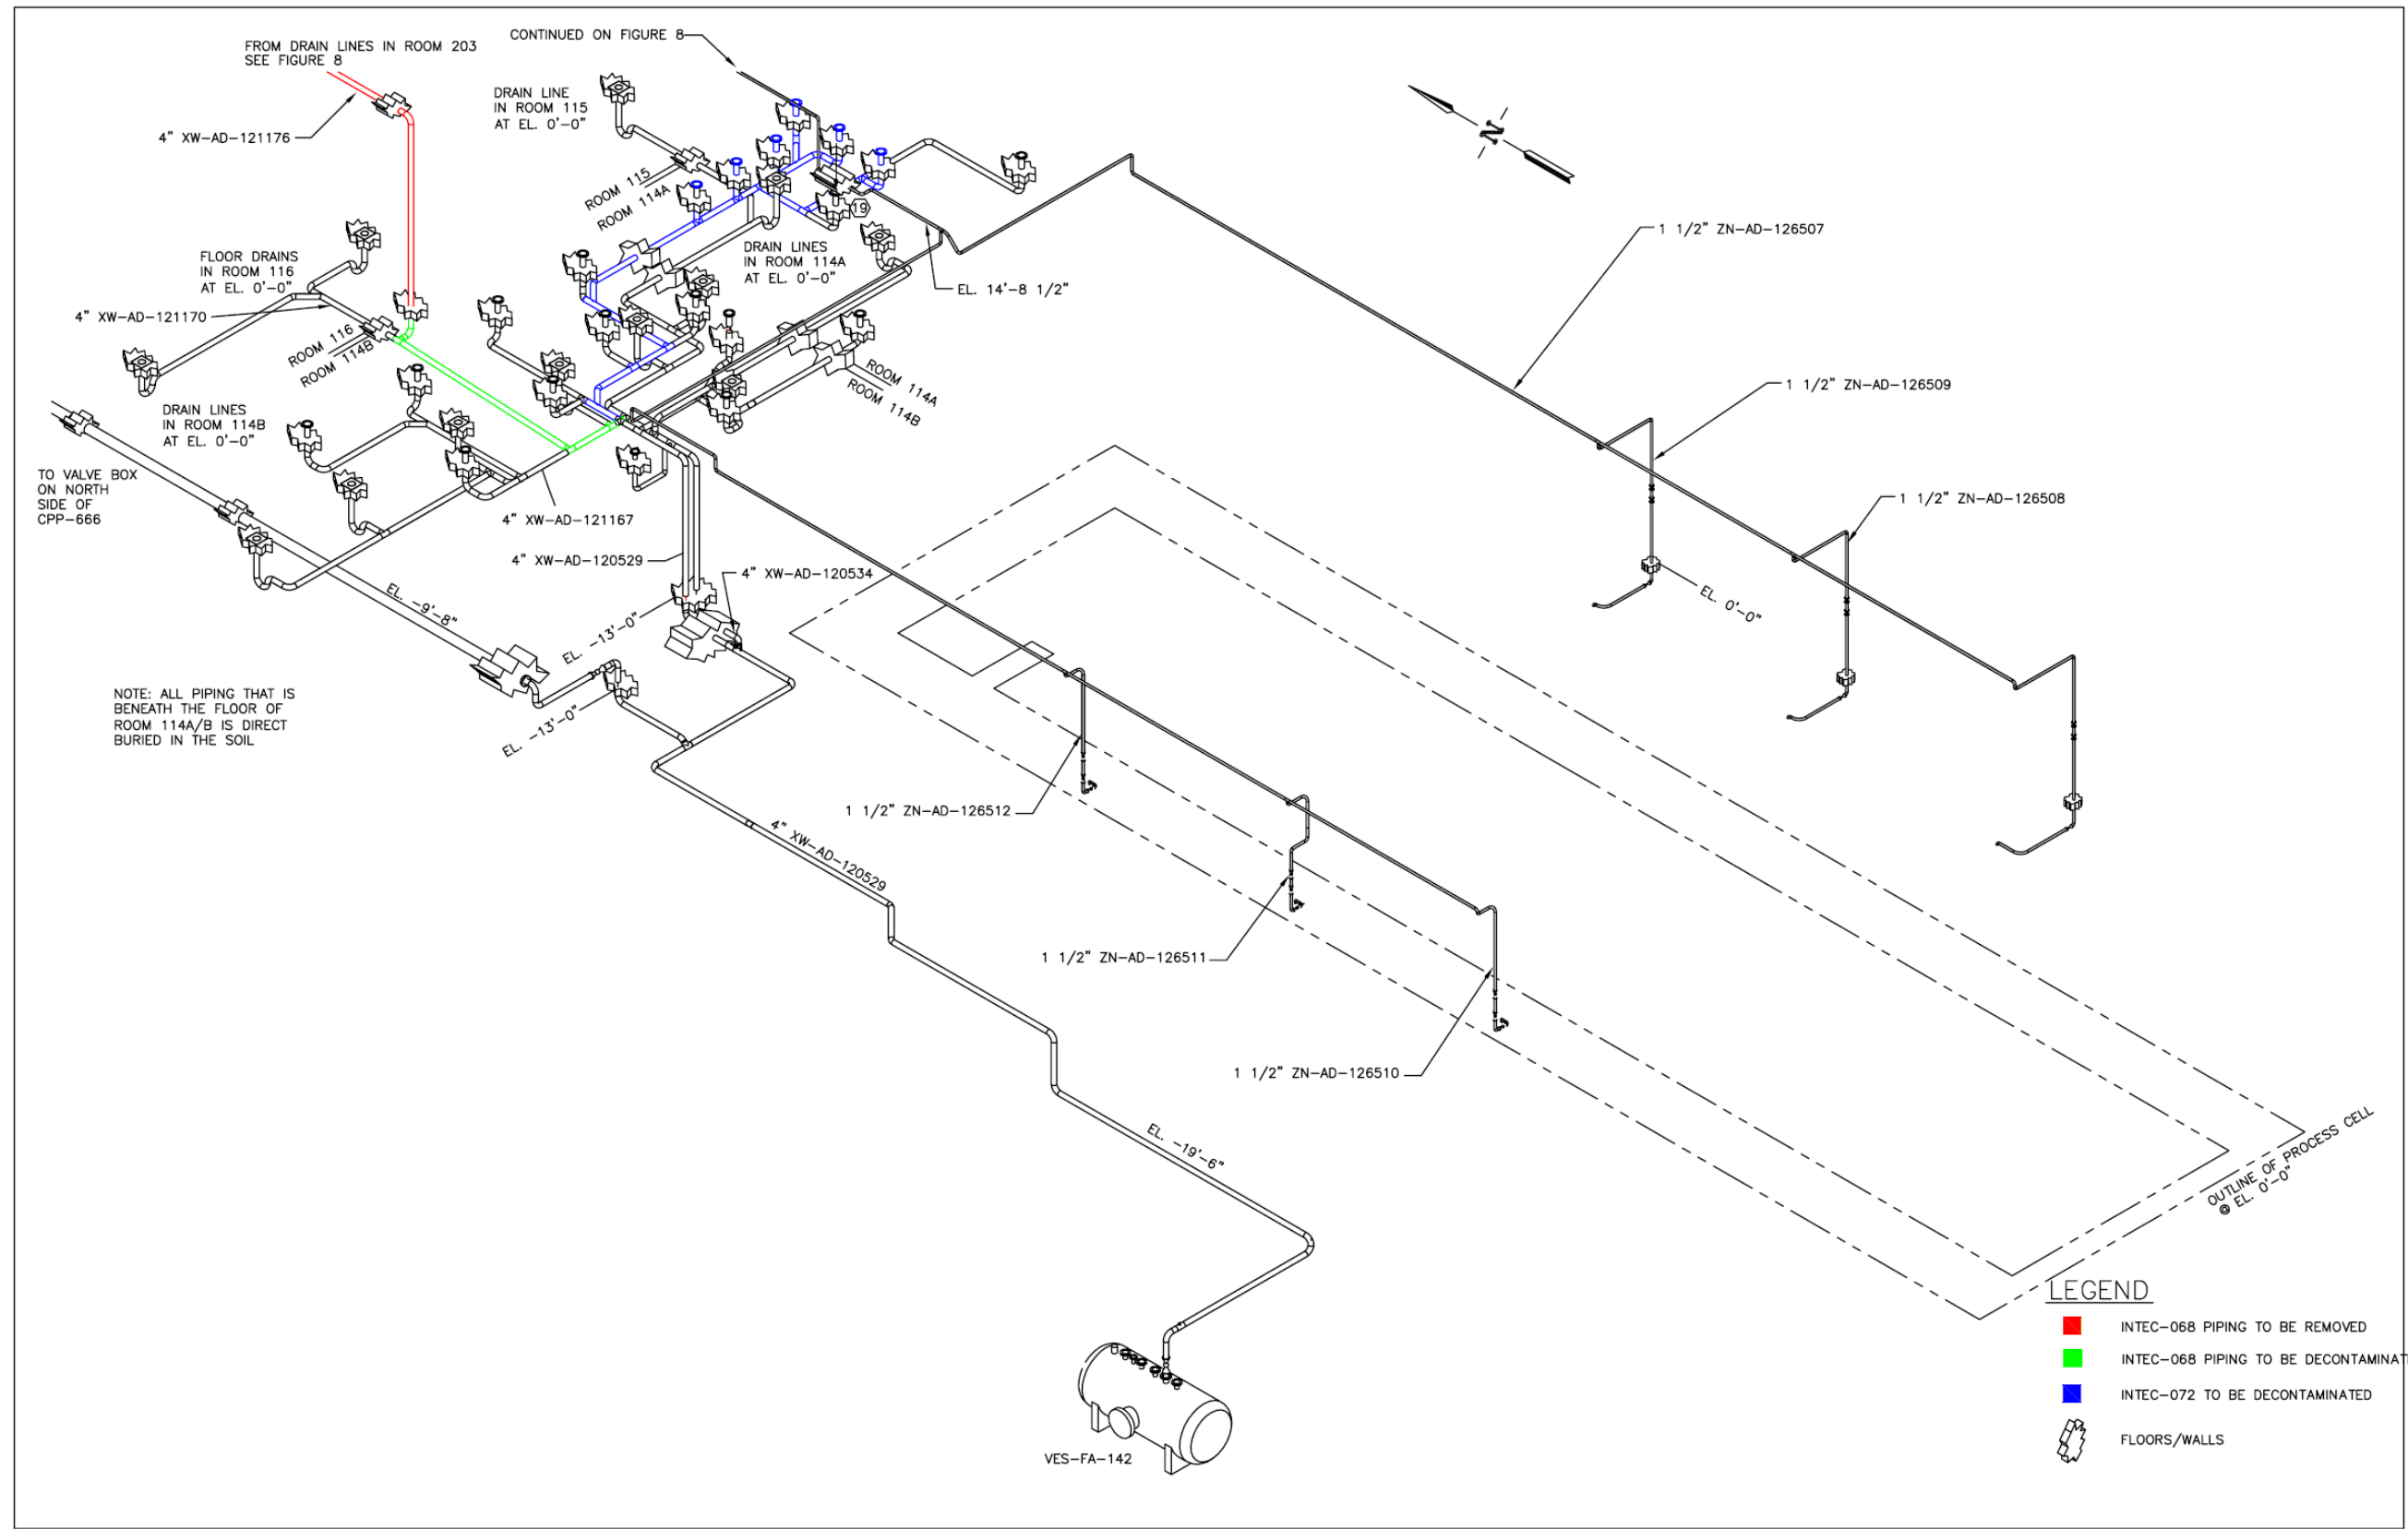 FROM DRAIN LINES IN ROOM 203
SEE FIGURE 8
CONTINUED ON FIGURE 8
4" XW-AD-121176
DRAIN LINE
IN ROOM 115
AT EL. 0'-0"
N
ROOM 115
ROOM 114A
19
FLOOR DRAINS
IN ROOM 116
AT EL. 0'-0"
DRAIN LINES
IN ROOM 114A
AT EL. 0'-0"
1 1/2" ZN-AD-126507
EL. 14'-8 1/2"
4" XW-AD-121170
ROOM 116
ROOM 114B
ROOM 114A
ROOM 114B
1 1/2" ZN-AD-126509
DRAIN LINES
IN ROOM 114B
AT EL. 0'-0"
TO VALVE BOX
ON NORTH
SIDE OF
CPP-666
1 1/2" ZN-AD-126508
4" XW-AD-121167
4" XW-AD-120529
4" XW-AD-120534
EL. -9'-8"
EL. -13'-0"
EL. 0'-0"
NOTE: ALL PIPING THAT IS
BENEATH THE FLOOR OF
ROOM 114A/B IS DIRECT
BURIED IN THE SOIL
EL. -13'-0"
1 1/2" ZN-AD-126512
4" XW-AD-120529
1 1/2" ZN-AD-126511
1 1/2" ZN-AD-126510
EL. -19'-6"
OUTLINE OF PROCESS CELL
@ EL. 0'-0"
VES-FA-142
LEGEND
INTEC-068 PIPING TO BE REMOVED
INTEC-068 PIPING TO BE DECONTAMINAT
INTEC-072 TO BE DECONTAMINATED
FLOORS/WALLS